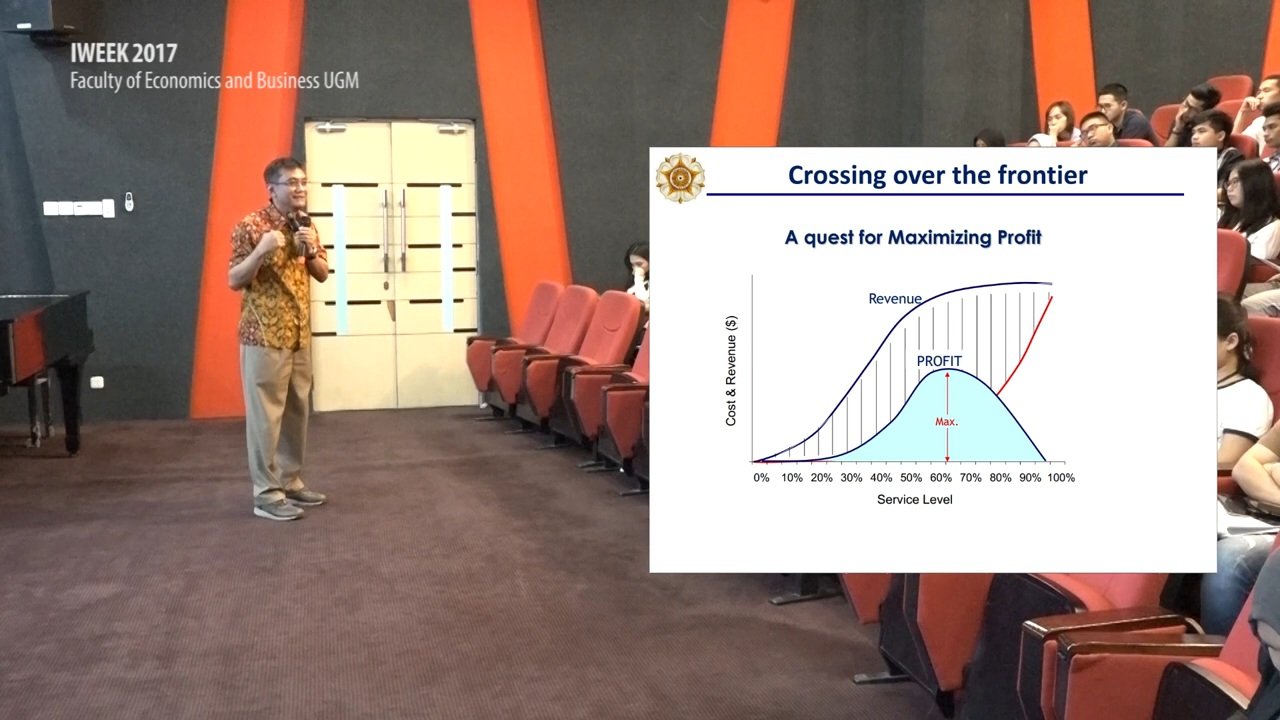 IWEEK 2017
Faculty of Economics and Business UGM
Crossing over the frontier
A quest for Maximizing Profit
Revenue
PROFIT
Max.
Cost & Revenue ($)
0% 10% 20% 30% 40% 50% 60% 70% 80% 90% 100%
Service Level